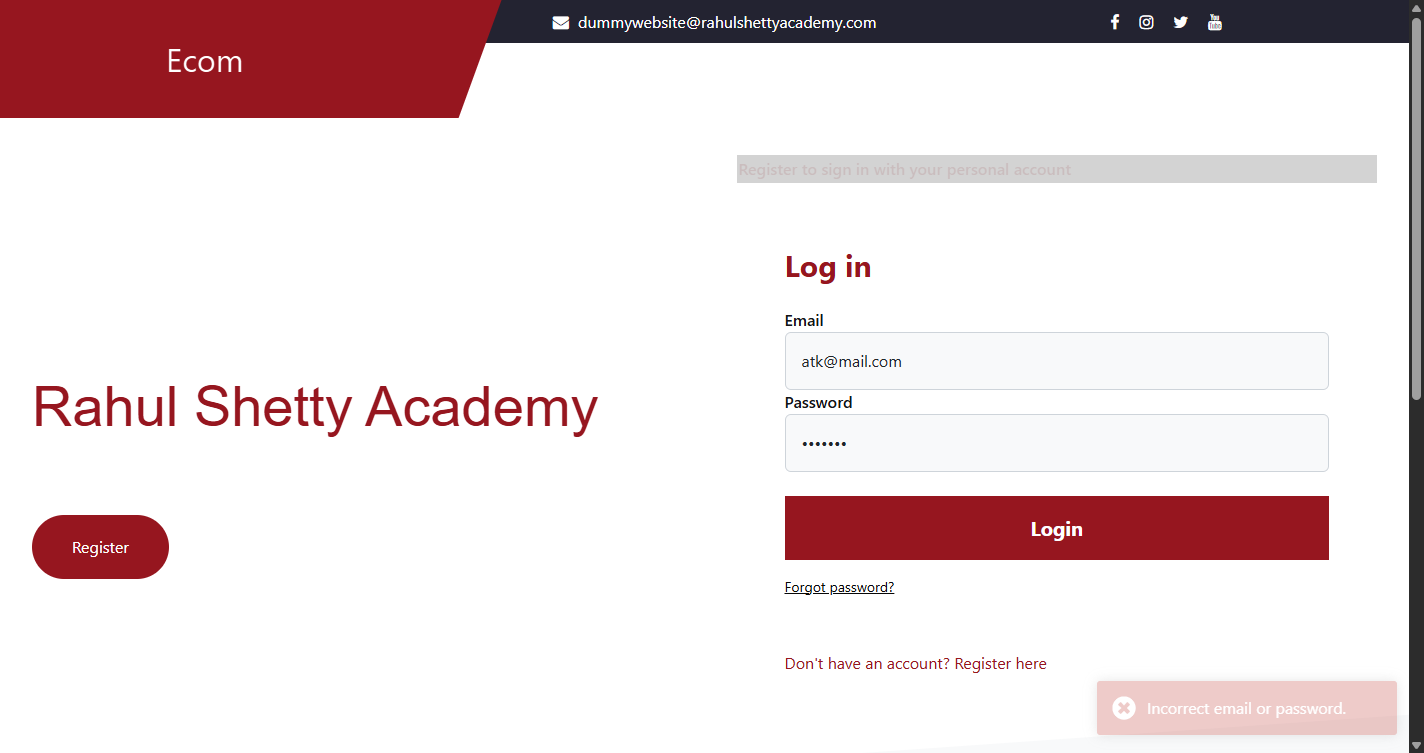 dummywebsite@rahulshettyacademy.com
Ecom
Register to sign in with your personal account
Log in
Email
atk@mail.com
Password
•••••••
Login
Forgot password?
Don't have an account? Register here
Rahul Shetty Academy
Register
Incorrect email or password.